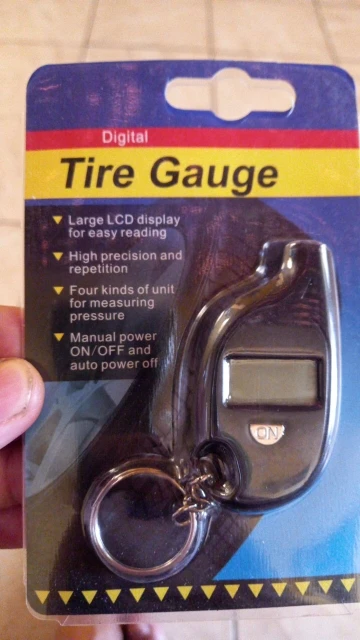 Digital
Tire Gauge
Large LCD display
for easy reading
High precision and
repetition
Four kinds of unit
for measuring
pressure
Manual power
ON/OFF and
auto power off
ON